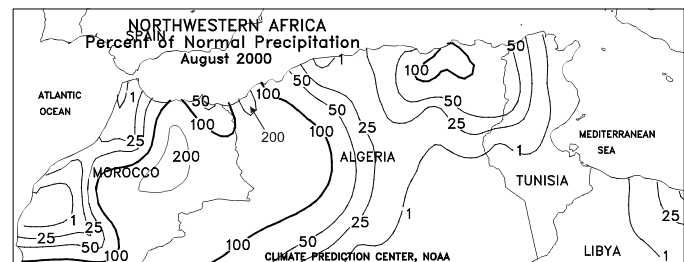 NORTHWESTERN AFRICA
SPAIN
Percent of Normal Precipitation
August 2000
ATLANTIC
OCEAN
1
50
100
100
200
25
MOROCCO
200
1
25
50
100
100
50
1
50
100
25
ALGERIA
25
50
1
100
50
50
25
1
MEDITERRANEAN
SEA
TUNISIA
25
LIBYA
1
CLIMATE PREDICTION CENTER, NOAA